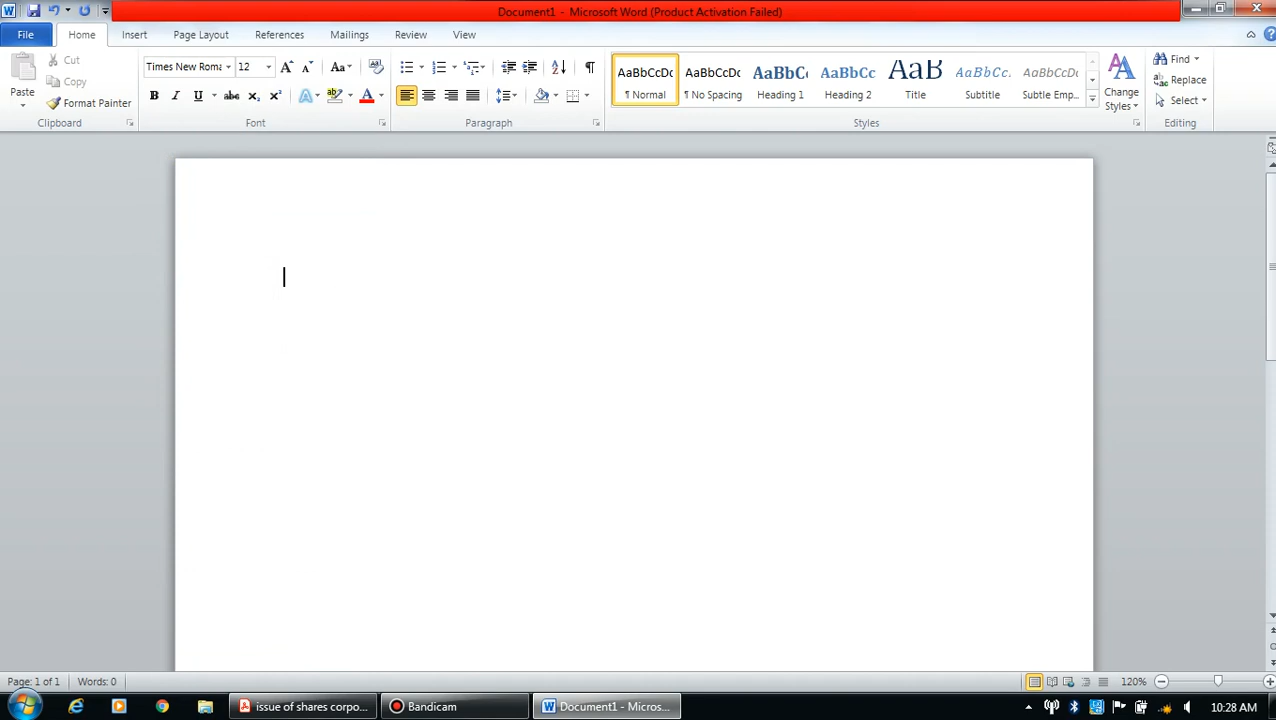 Document1 - Microsoft Word (Product Activation Failed)
File Home Insert Page Layout References Mailings Review View
Paste Cut Copy Format Painter
Clipboard
Times New Roma 12
Font
Paragraph
AaBbCcDc AaBbCcDc AaBbC AaBbCc AaB AaBbCc. AaBbCcDc
¶ Normal ¶ No Spacing Heading 1 Heading 2 Title Subtitle Subtle Emp...
Change Styles
Styles
Find
Replace
Select
Editing
Page: 1 of 1 Words: 0 120%
issue of shares corpo... Bandicam Document1 - Micros... 10:28 AM